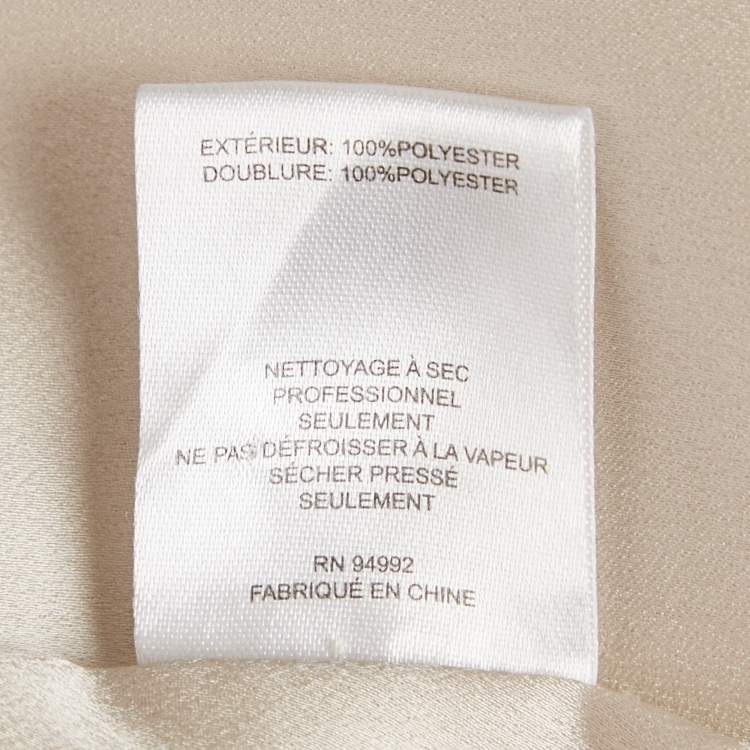 EXTÉRIEUR: 100%POLYESTER
DOUBLURE: 100%POLYESTER
NETTOYAGE À SEC
PROFESSIONNEL
SEULEMENT
NE PAS DÉFROISSER À LA VAPEUR
SÉCHER PRESSÉ
SEULEMENT
RN 94992
FABRIQUÉ EN CHINE